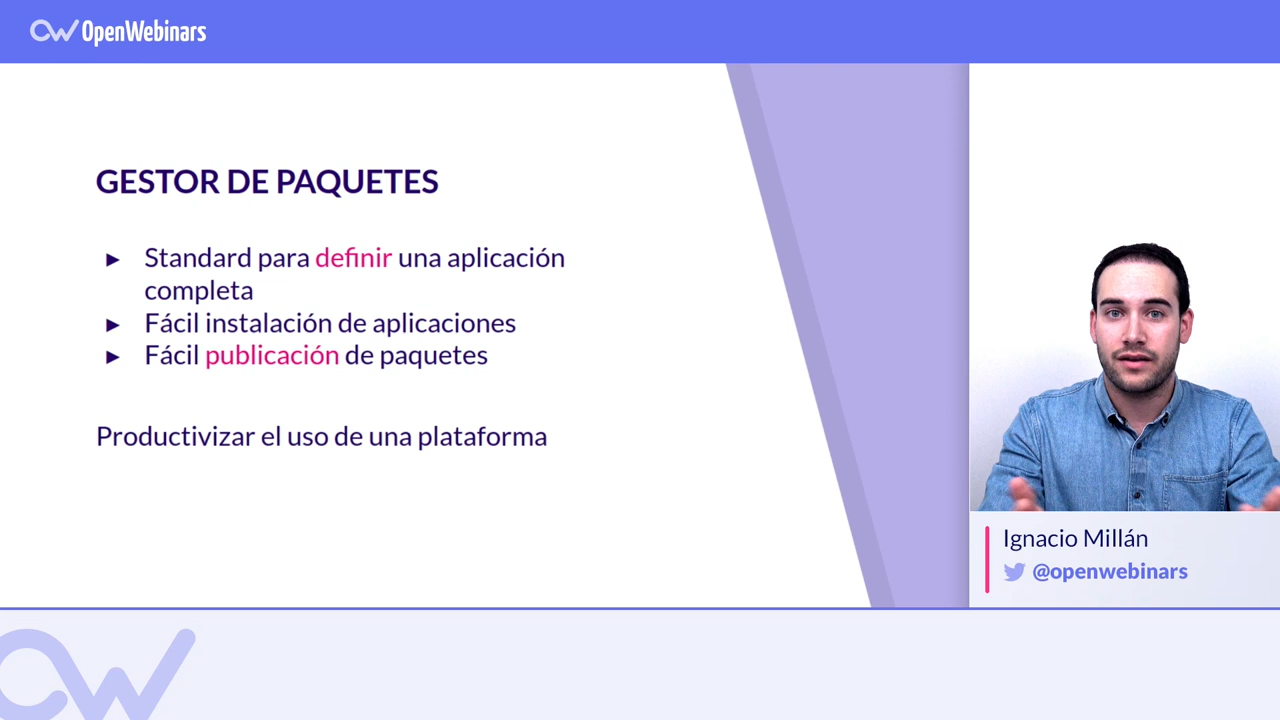 OpenWebinars
GESTOR DE PAQUETES
► Standard para definir una aplicación
completa
► Fácil instalación de aplicaciones
► Fácil publicación de paquetes
Productivizar el uso de una plataforma
Ignacio Millán
@openwebinars